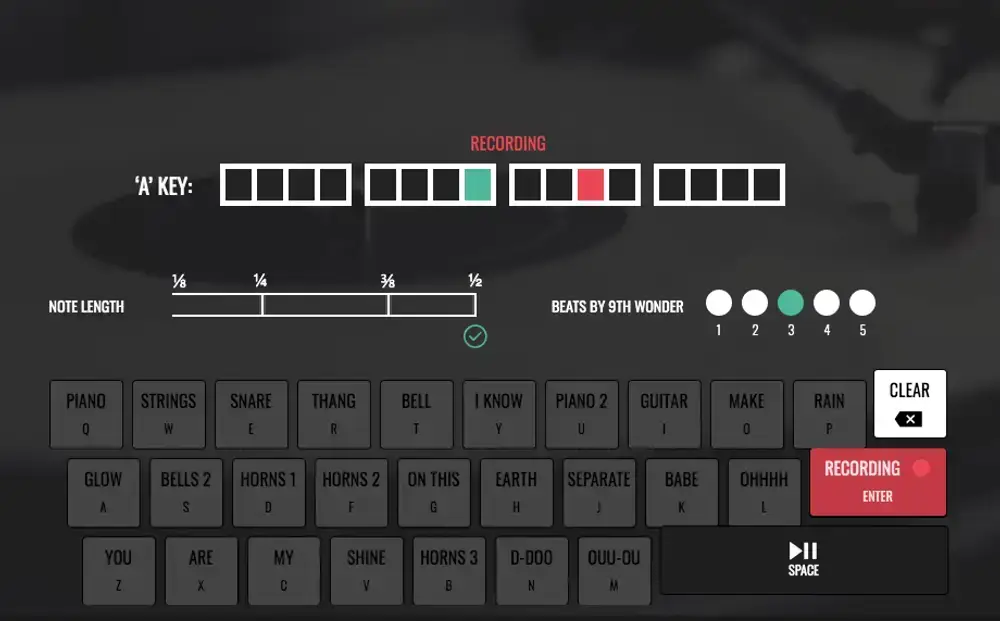 RECORDING
‘A’ KEY:
⅛ ¼ ⅜ ½
NOTE LENGTH
BEATS BY 9TH WONDER
1 2 3 4 5
PIANO STRINGS SNARE THANG BELL I KNOW PIANO 2 GUITAR MAKE RAIN CLEAR
Q W E R T Y U I O P
GLOW BELLS 2 HORNS 1 HORNS 2 ON THIS EARTH SEPARATE BABE OHHHH RECORDING
A S D F G H J K L ENTER
YOU ARE MY SHINE HORNS 3 D-DOO OUU-OU SPACE
Z X C V B N M